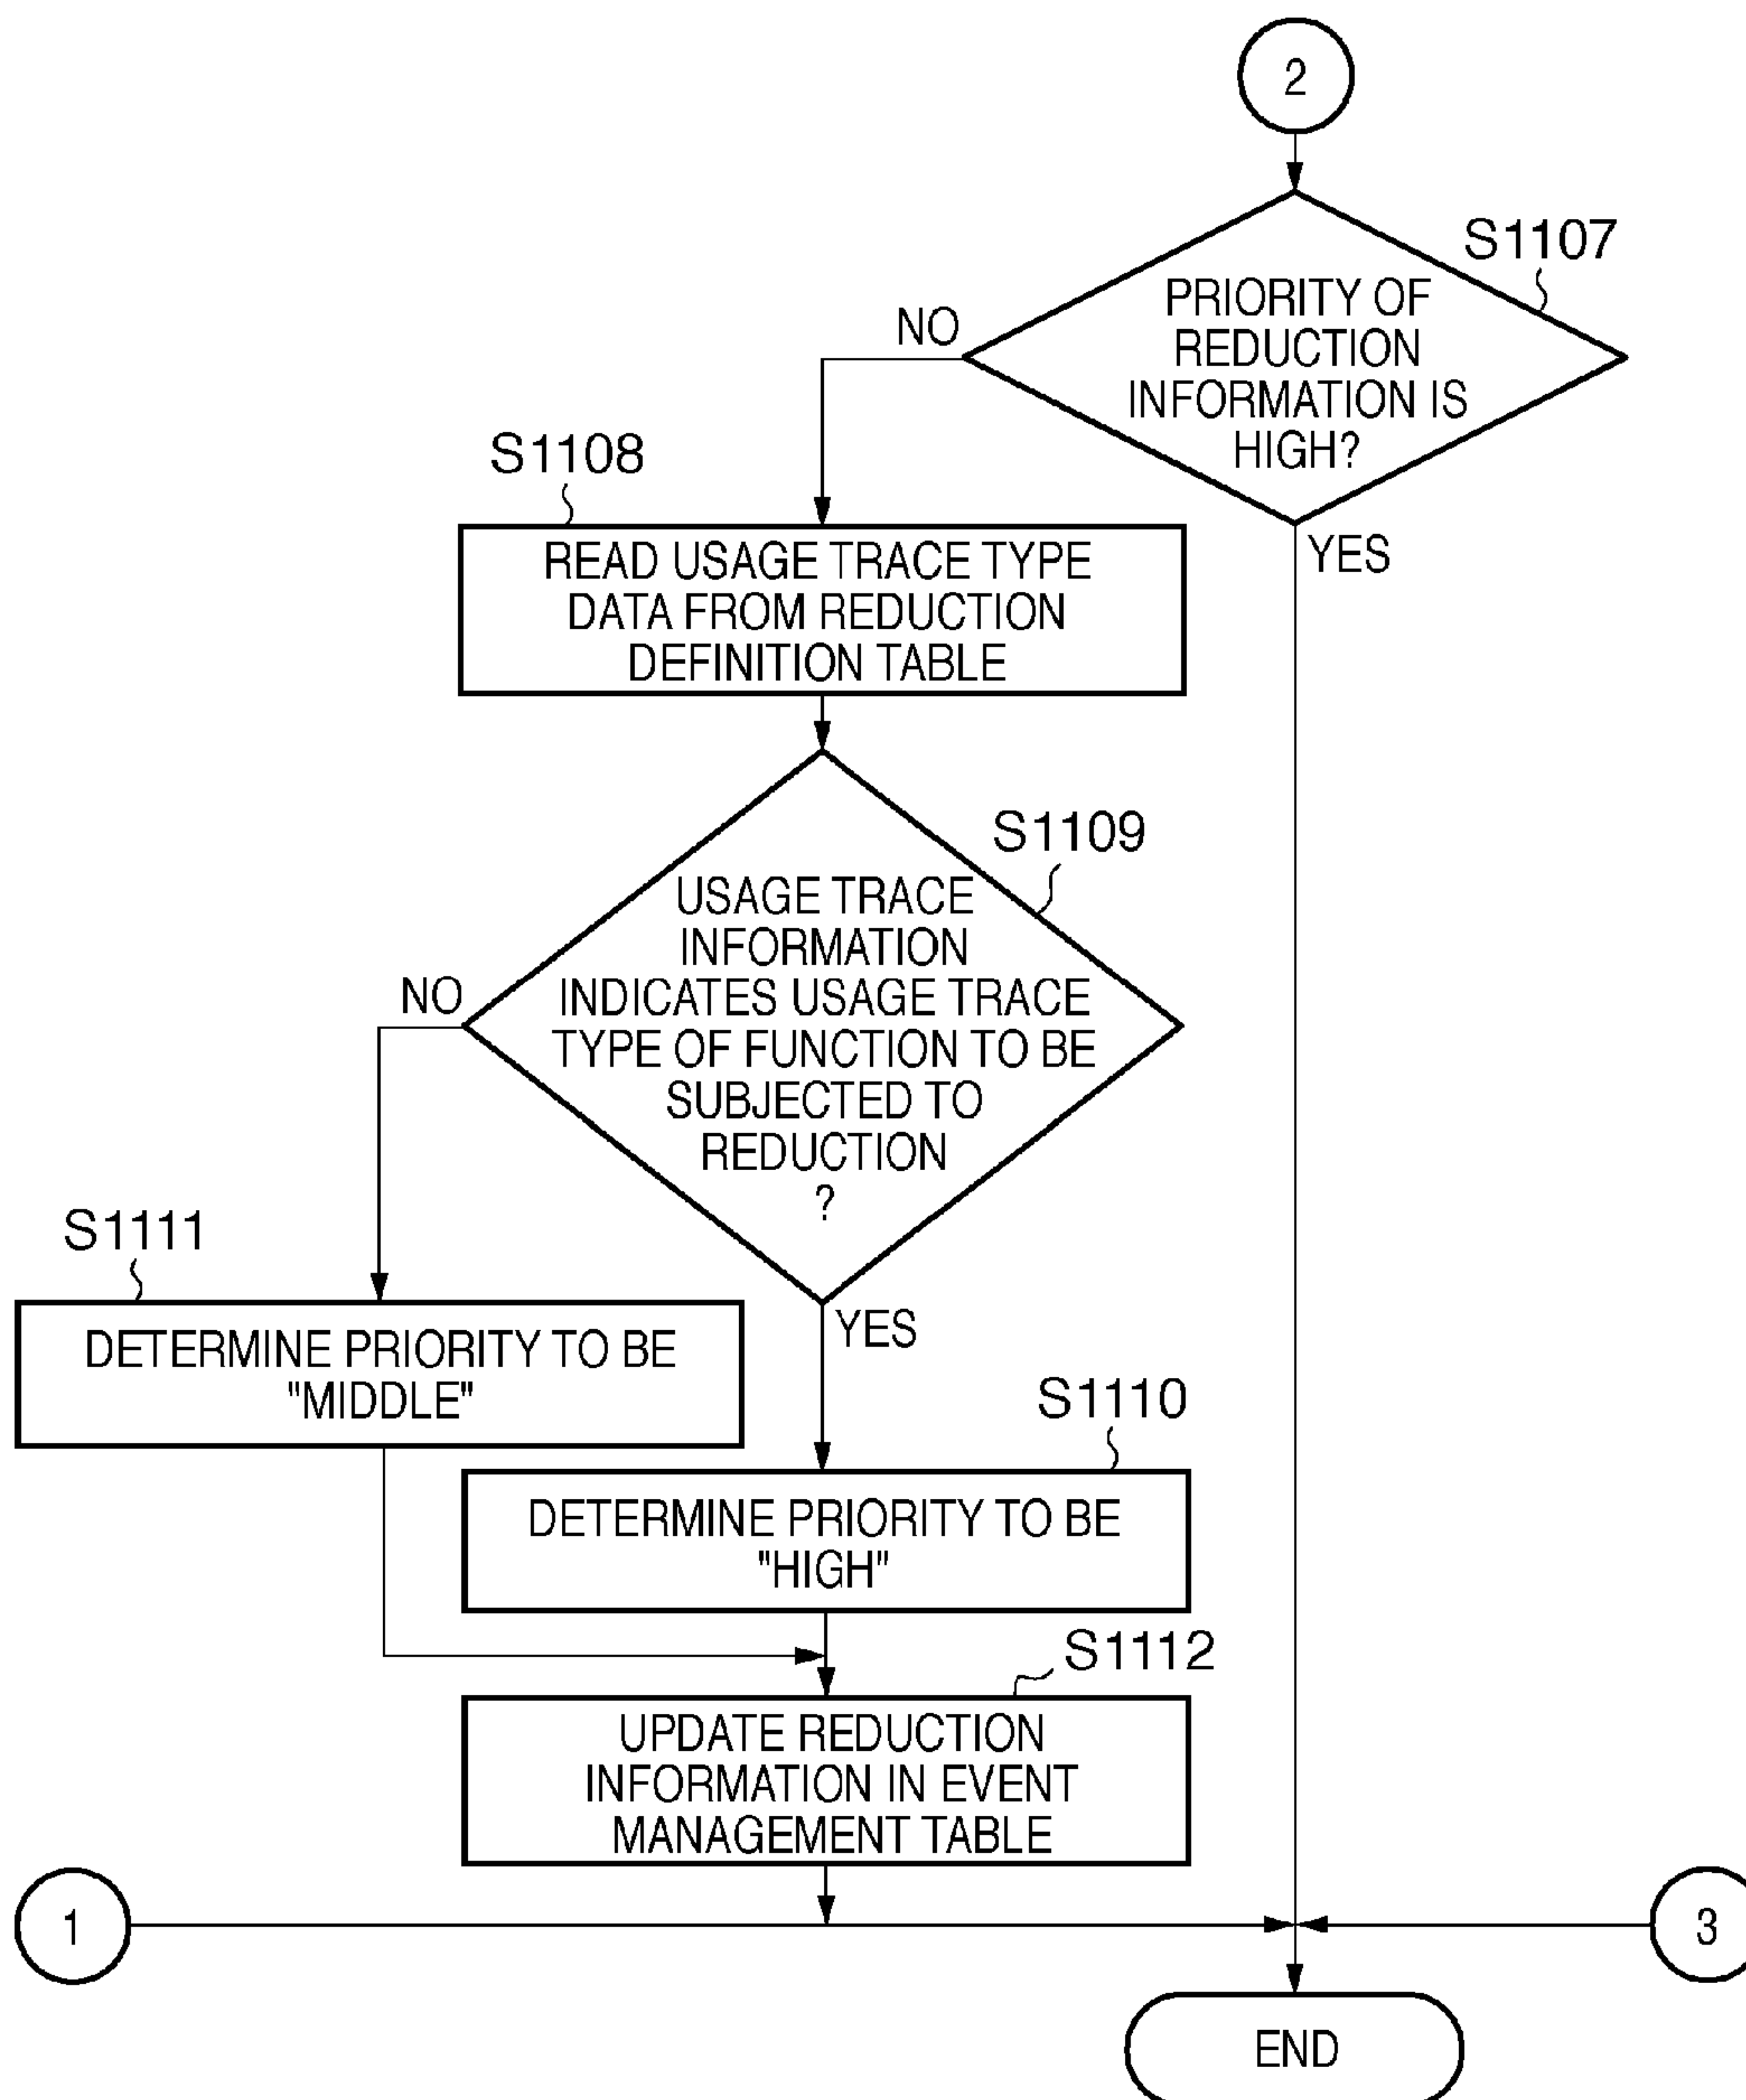 2
S1107
PRIORITY OF
REDUCTION
INFORMATION IS
HIGH?
NO
YES
S1108
READ USAGE TRACE TYPE
DATA FROM REDUCTION
DEFINITION TABLE
S1109
USAGE TRACE
INFORMATION
INDICATES USAGE TRACE
TYPE OF FUNCTION TO BE
SUBJECTED TO
REDUCTION
?
NO
YES
S1111
DETERMINE PRIORITY TO BE
"MIDDLE"
S1110
DETERMINE PRIORITY TO BE
"HIGH"
S1112
UPDATE REDUCTION
INFORMATION IN EVENT
MANAGEMENT TABLE
1
3
END